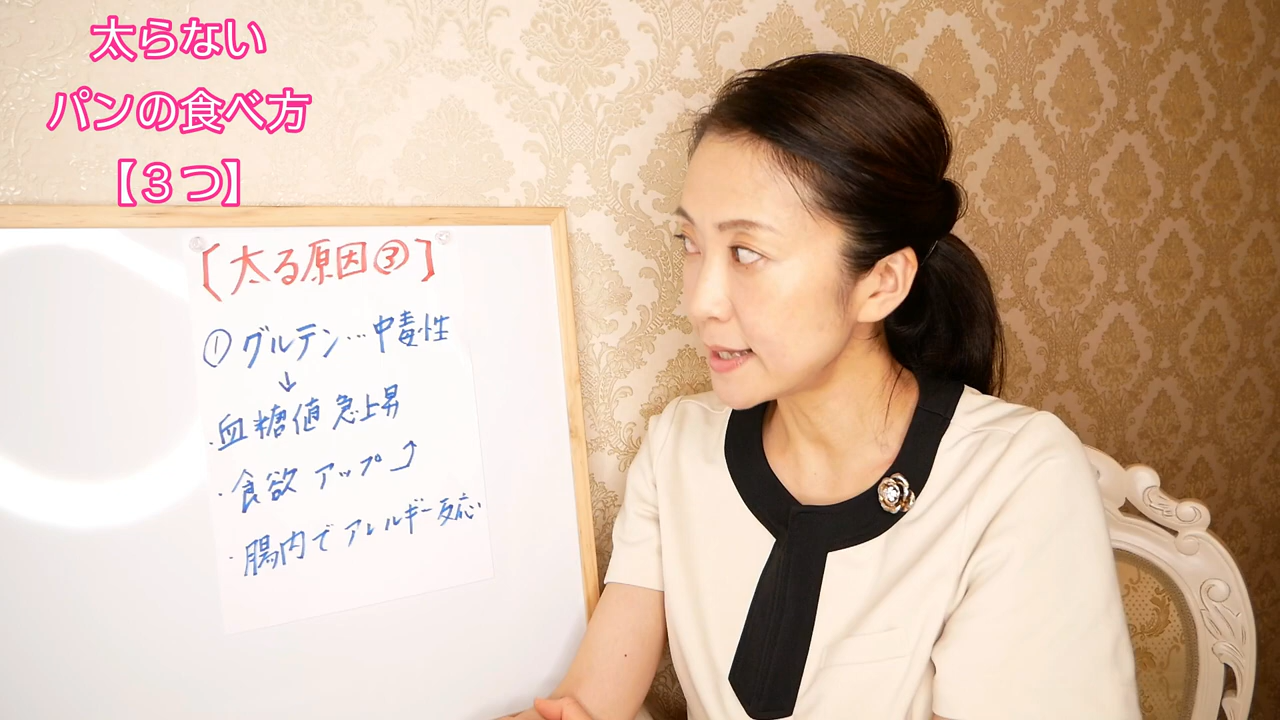 太らない
パンの食べ方
【３つ】
【太る原因③】
① グルテン…中毒性
↓
・血糖値急上昇
・食欲アップ⤴
・腸内でアレルギー反応